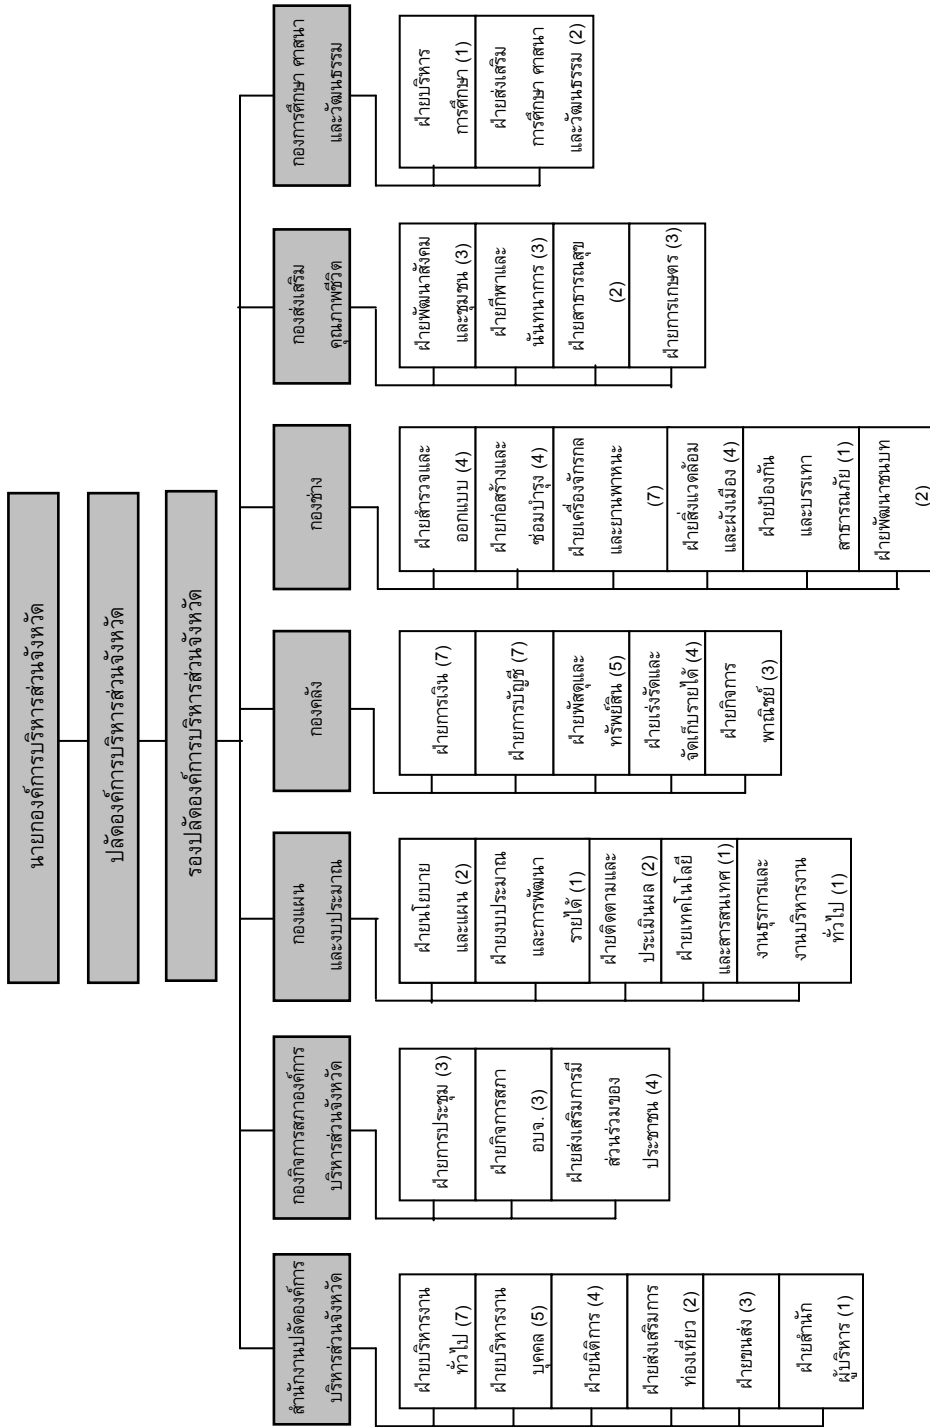 นายกองค์การบริหารส่วนจังหวัด
ปลัดองค์การบริหารส่วนจังหวัด
รองปลัดองค์การบริหารส่วนจังหวัด
สำนักงานปลัดองค์การ
บริหารส่วนจังหวัด
ฝ่ายบริหารงาน
ทั่วไป (7)
ฝ่ายบริหารงาน
บุคคล (5)
ฝ่ายนิติการ (4)
ฝ่ายส่งเสริมการ
ท่องเที่ยว (2)
ฝ่ายขนส่ง (3)
ฝ่ายสำนัก
ผู้บริหาร (1)
กองกิจการสภาองค์การ
บริหารส่วนจังหวัด
ฝ่ายการประชุม (3)
ฝ่ายกิจการสภา
อบจ. (3)
ฝ่ายส่งเสริมการมี
ส่วนร่วมของ
ประชาชน (4)
กองแผน
และงบประมาณ
ฝ่ายนโยบาย
และแผน (2)
ฝ่ายงบประมาณ
และการพัฒนา
รายได้ (1)
ฝ่ายติดตามและ
ประเมินผล (2)
ฝ่ายเทคโนโลยี
และสารสนเทศ (1)
งานธุรการและ
งานบริหารงาน
ทั่วไป (1)
กองคลัง
ฝ่ายการเงิน (7)
ฝ่ายการบัญชี (7)
ฝ่ายพัสดุและ
ทรัพย์สิน (5)
ฝ่ายเร่งรัดและ
จัดเก็บรายได้ (4)
ฝ่ายกิจการ
พาณิชย์ (3)
กองช่าง
ฝ่ายสำรวจและ
ออกแบบ (4)
ฝ่ายก่อสร้างและ
ซ่อมบำรุง (4)
ฝ่ายเครื่องจักรกล
และยานพาหนะ
(7)
ฝ่ายสิ่งแวดล้อม
และผังเมือง (4)
ฝ่ายป้องกัน
และบรรเทา
สาธารณภัย (1)
ฝ่ายพัฒนาชนบท
(2)
กองส่งเสริม
คุณภาพชีวิต
ฝ่ายพัฒนาสังคม
และชุมชน (3)
ฝ่ายกีฬาและ
นันทนาการ (3)
ฝ่ายสาธารณสุข
(2)
ฝ่ายการเกษตร (3)
กองการศึกษา ศาสนา
และวัฒนธรรม
ฝ่ายบริหาร
การศึกษา (1)
ฝ่ายส่งเสริม
การศึกษา ศาสนา
และวัฒนธรรม (2)